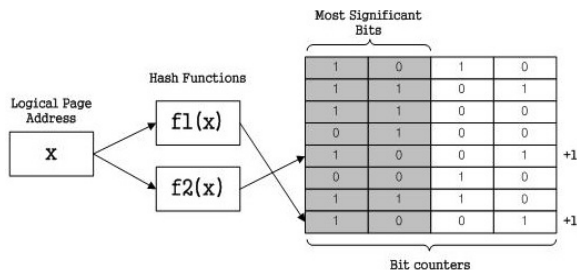 Most Significant
Bits
Hash Functions
Logical Page
Address
x
f1(x)
f2(x)
1 0 1 0
1 1 0 1
1 1 0 0
0 1 0 0
1 0 0 1 +1
0 0 1 0
1 1 1 0
1 0 0 1 +1
Bit counters